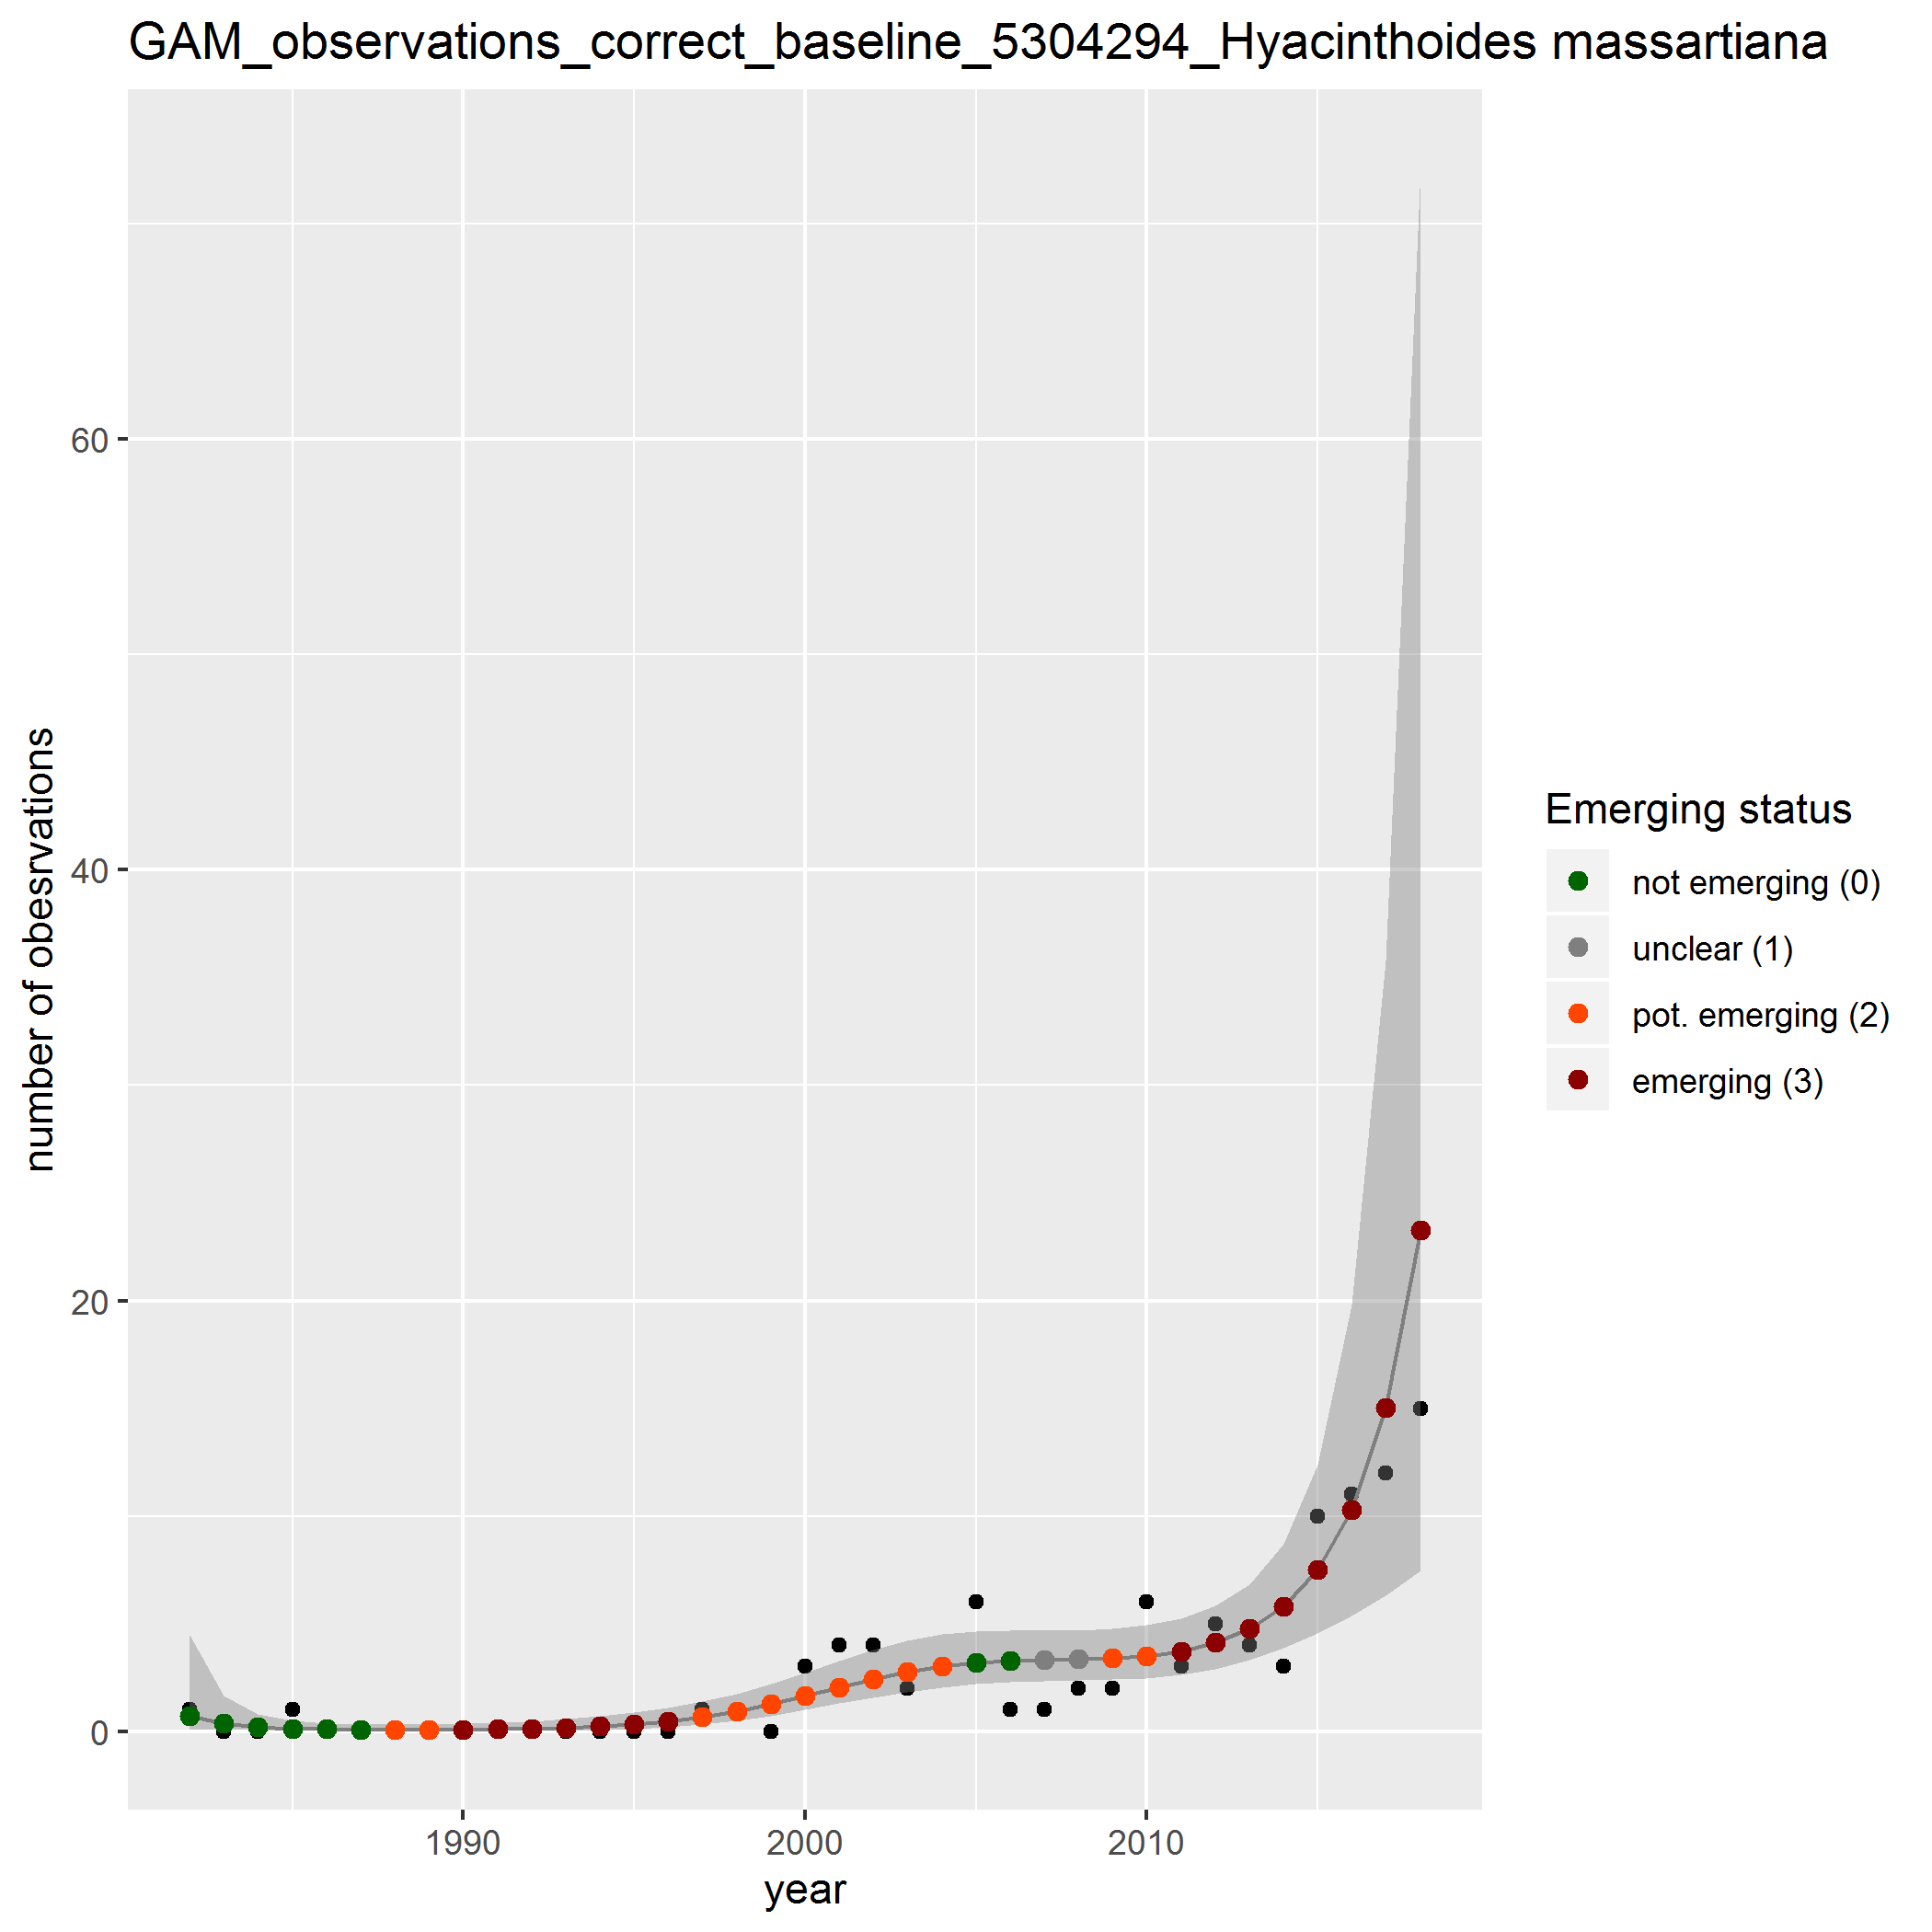 GAM_observations_correct_baseline_5304294_Hyacinthoides massartiana
60
40
20
0
number of obesrvations
1990
2000
2010
year
Emerging status
not emerging (0)
unclear (1)
pot. emerging (2)
emerging (3)